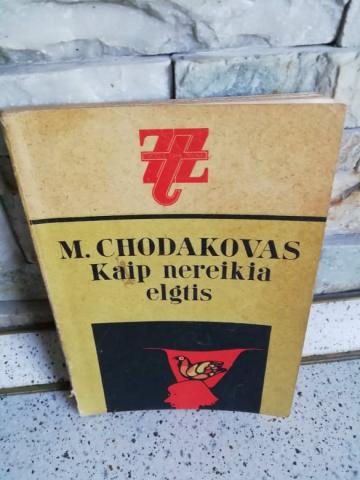 M. CHODAKOVAS
Kaip nereikia
elgtis